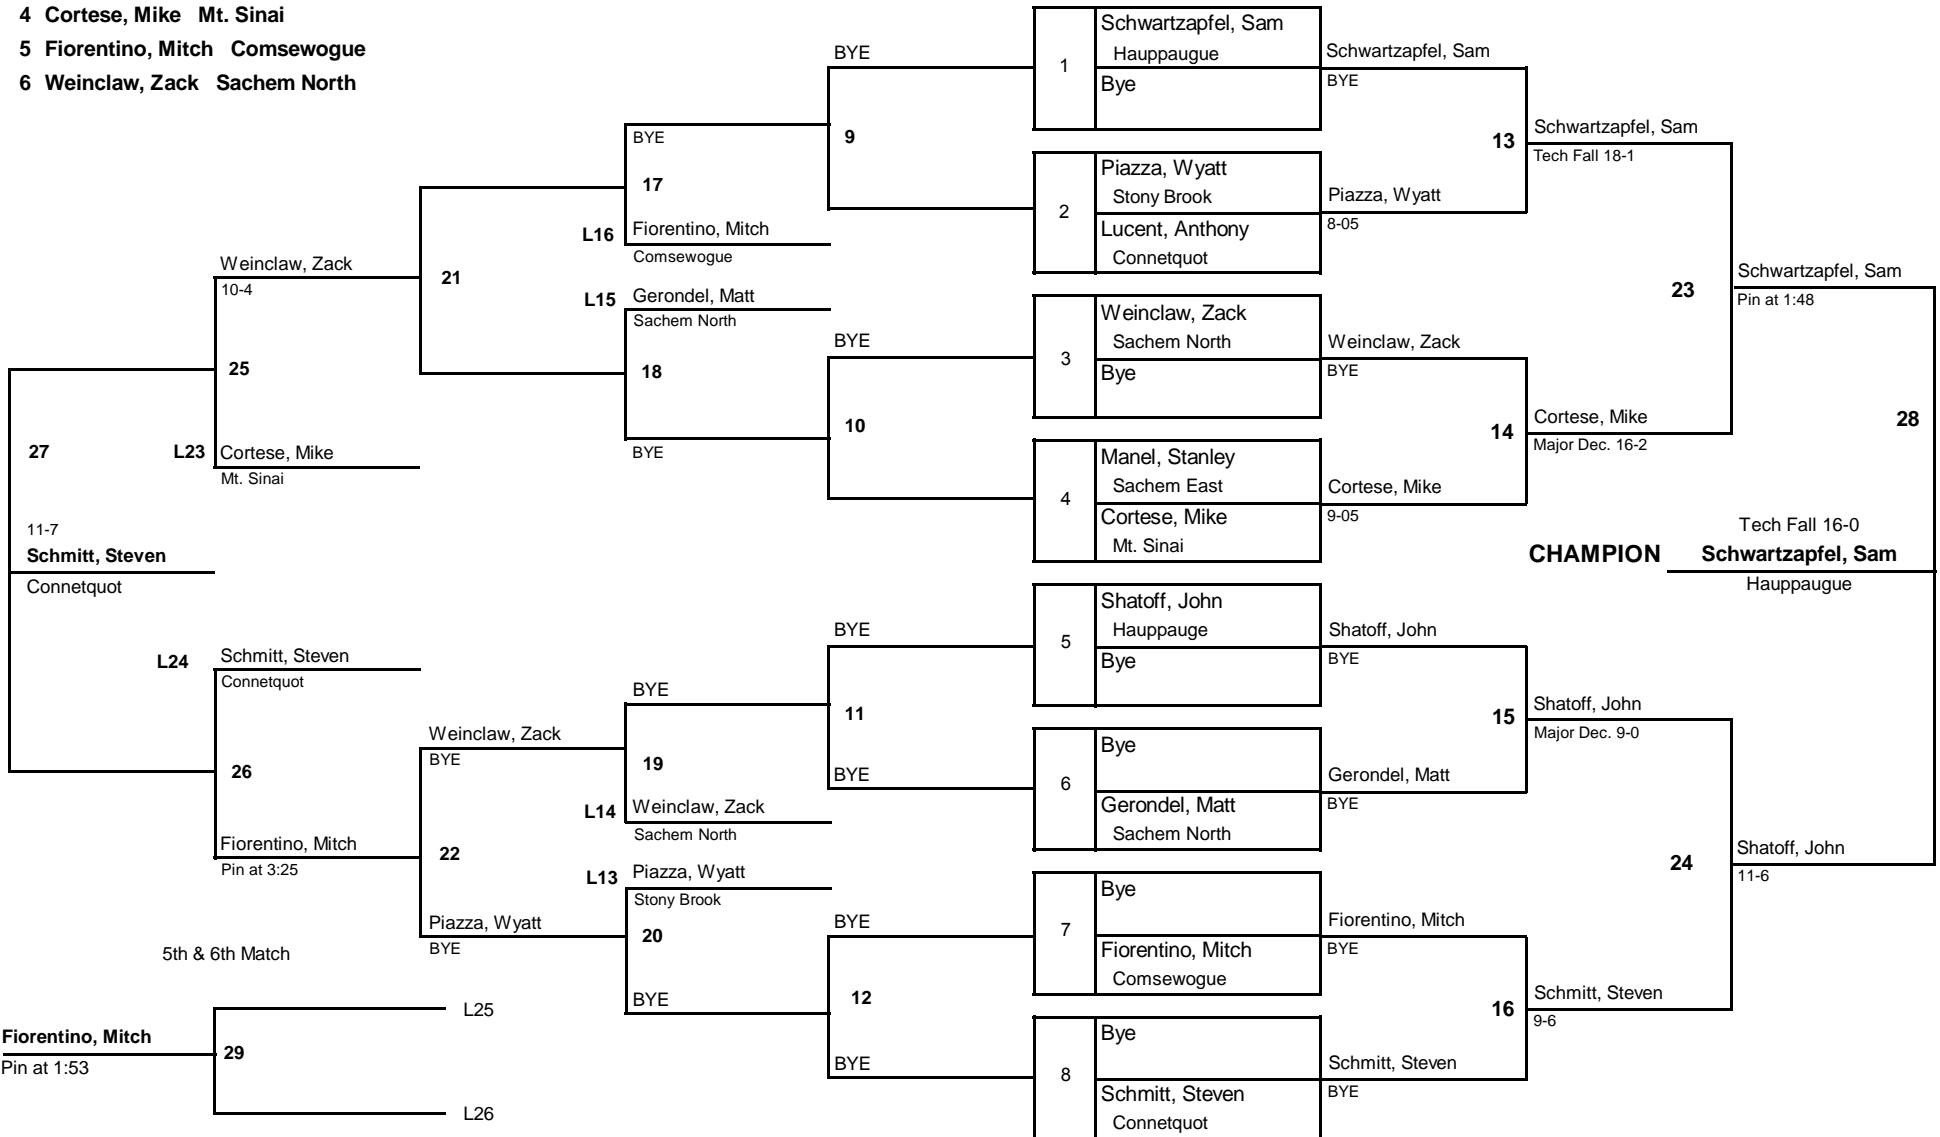 4 Cortese, Mike Mt. Sinai
5 Fiorentino, Mitch Comsewogue
6 Weinclaw, Zack Sachem North
Weinclaw, Zack
10-4
25
L23 Cortese, Mike
Mt. Sinai
27
11-7
Schmitt, Steven
Connetquot
L24 Schmitt, Steven
Connetquot
26
Fiorentino, Mitch
Pin at 3:25
5th & 6th Match
L25
Fiorentino, Mitch
29
Pin at 1:53
L26
21
Weinclaw, Zack
BYE
22
Piazza, Wyatt
BYE
BYE
17
L16 Fiorentino, Mitch
Comsewogue
L15 Gerondel, Matt
Sachem North
18
BYE
BYE
19
L14 Weinclaw, Zack
Sachem North
L13 Piazza, Wyatt
Stony Brook
20
BYE
BYE
9
BYE
10
BYE
11
BYE
BYE
12
BYE
1
Schwartzapfel, Sam
Hauppaugue
Bye
2
Piazza, Wyatt
Stony Brook
Lucent, Anthony
Connetquot
3
Weinclaw, Zack
Sachem North
Bye
4
Manel, Stanley
Sachem East
Cortese, Mike
Mt. Sinai
5
Shatoff, John
Hauppauge
Bye
6
Bye
Gerondel, Matt
Sachem North
7
Bye
Fiorentino, Mitch
Comsewogue
8
Bye
Schmitt, Steven
Connetquot
Schwartzapfel, Sam
BYE
13
Piazza, Wyatt
8-05
Weinclaw, Zack
BYE
14
Cortese, Mike
9-05
Shatoff, John
BYE
15
Gerondel, Matt
BYE
Fiorentino, Mitch
BYE
16
Schmitt, Steven
BYE
Schwartzapfel, Sam
Tech Fall 18-1
23
Cortese, Mike
Major Dec. 16-2
Shatoff, John
Major Dec. 9-0
24
Schmitt, Steven
9-6
Schwartzapfel, Sam
Pin at 1:48
28
Tech Fall 16-0
CHAMPION Schwartzapfel, Sam
Hauppaugue
Shatoff, John
11-6